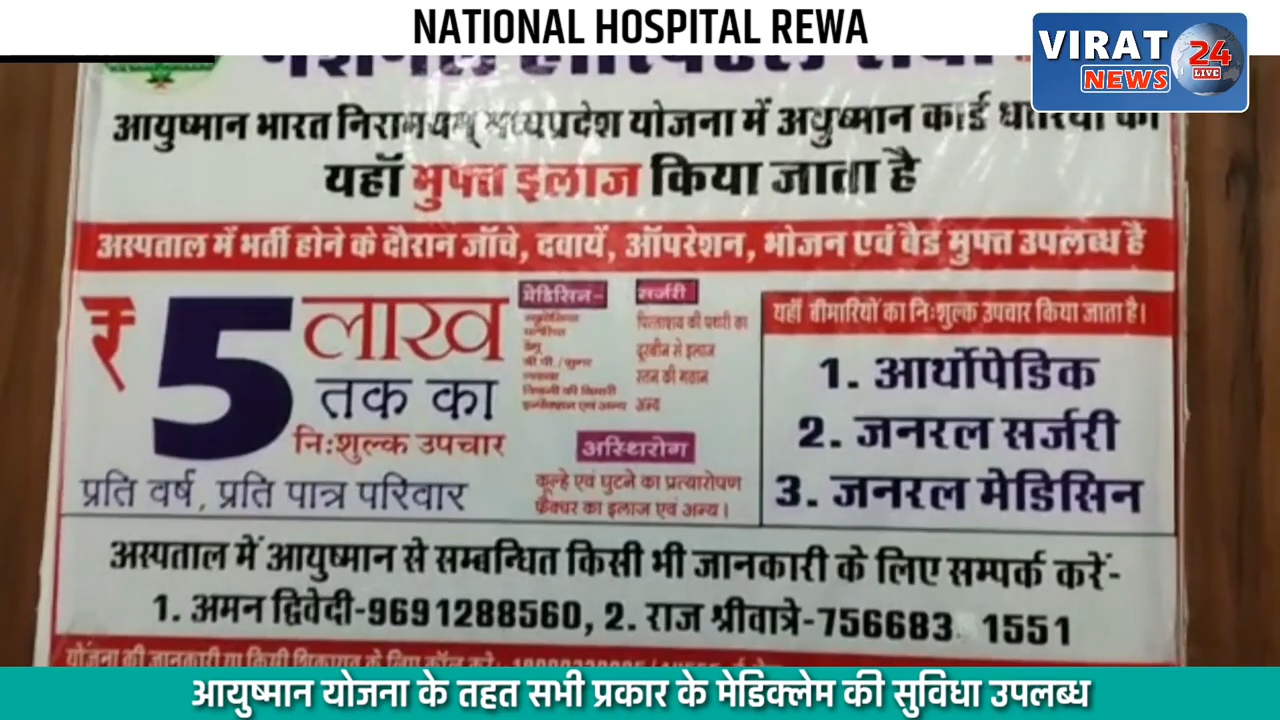 NATIONAL HOSPITAL REWA
VIRAT
24
NEWS
LIVE
आयुष्मान भारत निरामयम् मध्यप्रदेश योजना में आयुष्मान कार्ड
यहाँ मुफ्त इलाज किया जाता है
अस्पताल में भर्ती होने के दौरान जाँचे, दवायें, ऑपरेशन, भोजन एवं बैड मुफ्त उपलब्ध है
₹ 5 लाख
तक का
निःशुल्क उपचार
प्रति वर्ष, प्रति पात्र परिवार
मेडिसिन-
सर्जरी
की पथरी का
दूरबीन से इलाज
अन्य
अस्थिरोग
कूल्हे एवं घुटने का प्रत्यारोपण
फ्रैक्चर का इलाज एवं अन्य।
यहाँ बीमारियों का निःशुल्क उपचार किया जाता है।
1. आर्थोपेडिक
2. जनरल सर्जरी
3. जनरल मेडिसिन
अस्पताल में आयुष्मान से सम्बन्धित किसी भी जानकारी के लिए सम्पर्क करें-
1. अमन द्विवेदी-9691288560, 2. राज श्रीवात्रे-756683 1551
योजना की जानकारी या किसी शिकायत के लिए कॉल करे
आयुष्मान योजना के तहत सभी प्रकार के मेडिक्लेम की सुविधा उपलब्ध